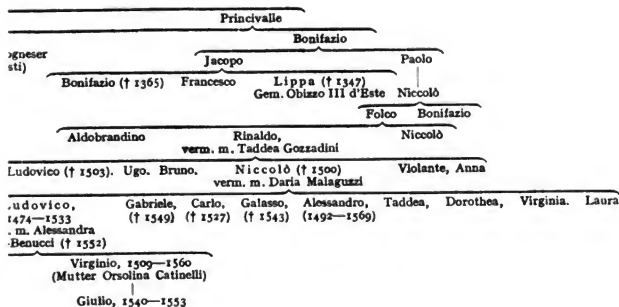 Princivalle
Bonifazio
ogneser
sti)
Jacopo Paolo
Bonifazio († 1365) Francesco Lippa († 1347)
Gem. Obizzo III d'Este Niccolò
Folco Bonifazio
Aldobrandino Rinaldo, Niccolò
verm. m. Taddea Gozzadini
Ludovico († 1503). Ugo. Bruno. Niccolò († 1500) Violante, Anna
verm. m. Daria Malaguzzi
Ludovico, Gabriele, Carlo, Galasso, Alessandro, Taddea, Dorothea, Virginia. Laura
1474—1533 († 1549) († 1527) († 1543) (1492—1569)
. m. Alessandra
Benucci († 1552)
Virginio, 1509—1560
(Mutter Orsolina Catinelli)
Giulio, 1540—1553